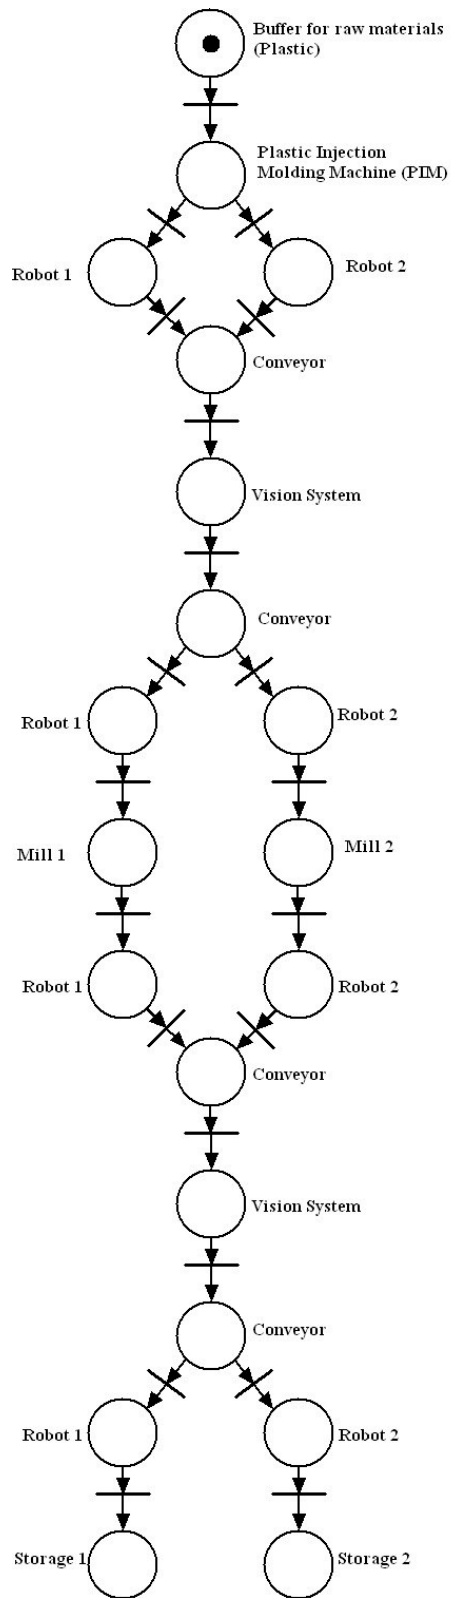 Buffer for raw materials
(Plastic)
Plastic Injection
Molding Machine (PIM)
Robot 1
Robot 2
Conveyor
Vision System
Conveyor
Robot 1
Robot 2
Mill 1
Mill 2
Robot 1
Robot 2
Conveyor
Vision System
Conveyor
Robot 1
Robot 2
Storage 1
Storage 2